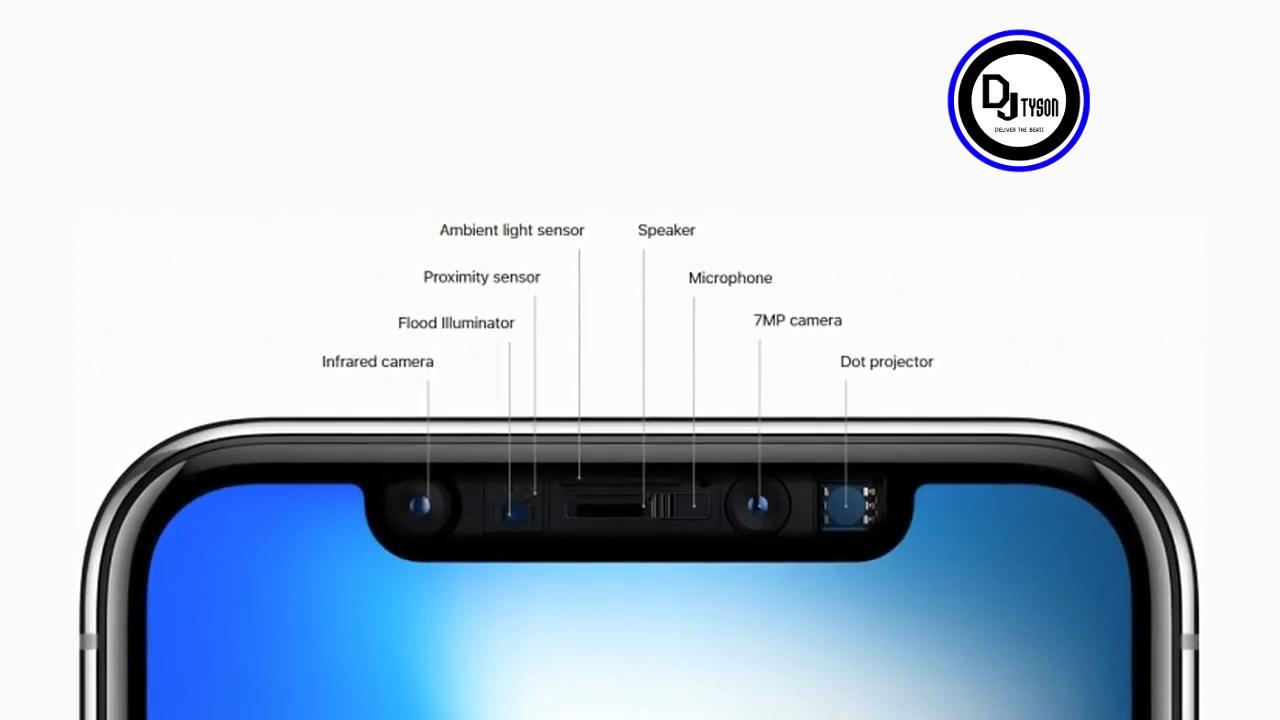 DJ TYSON
DELIVER THE BEATS
Ambient light sensor
Speaker
Proximity sensor
Microphone
7MP camera
Flood Illuminator
Infrared camera
Dot projector